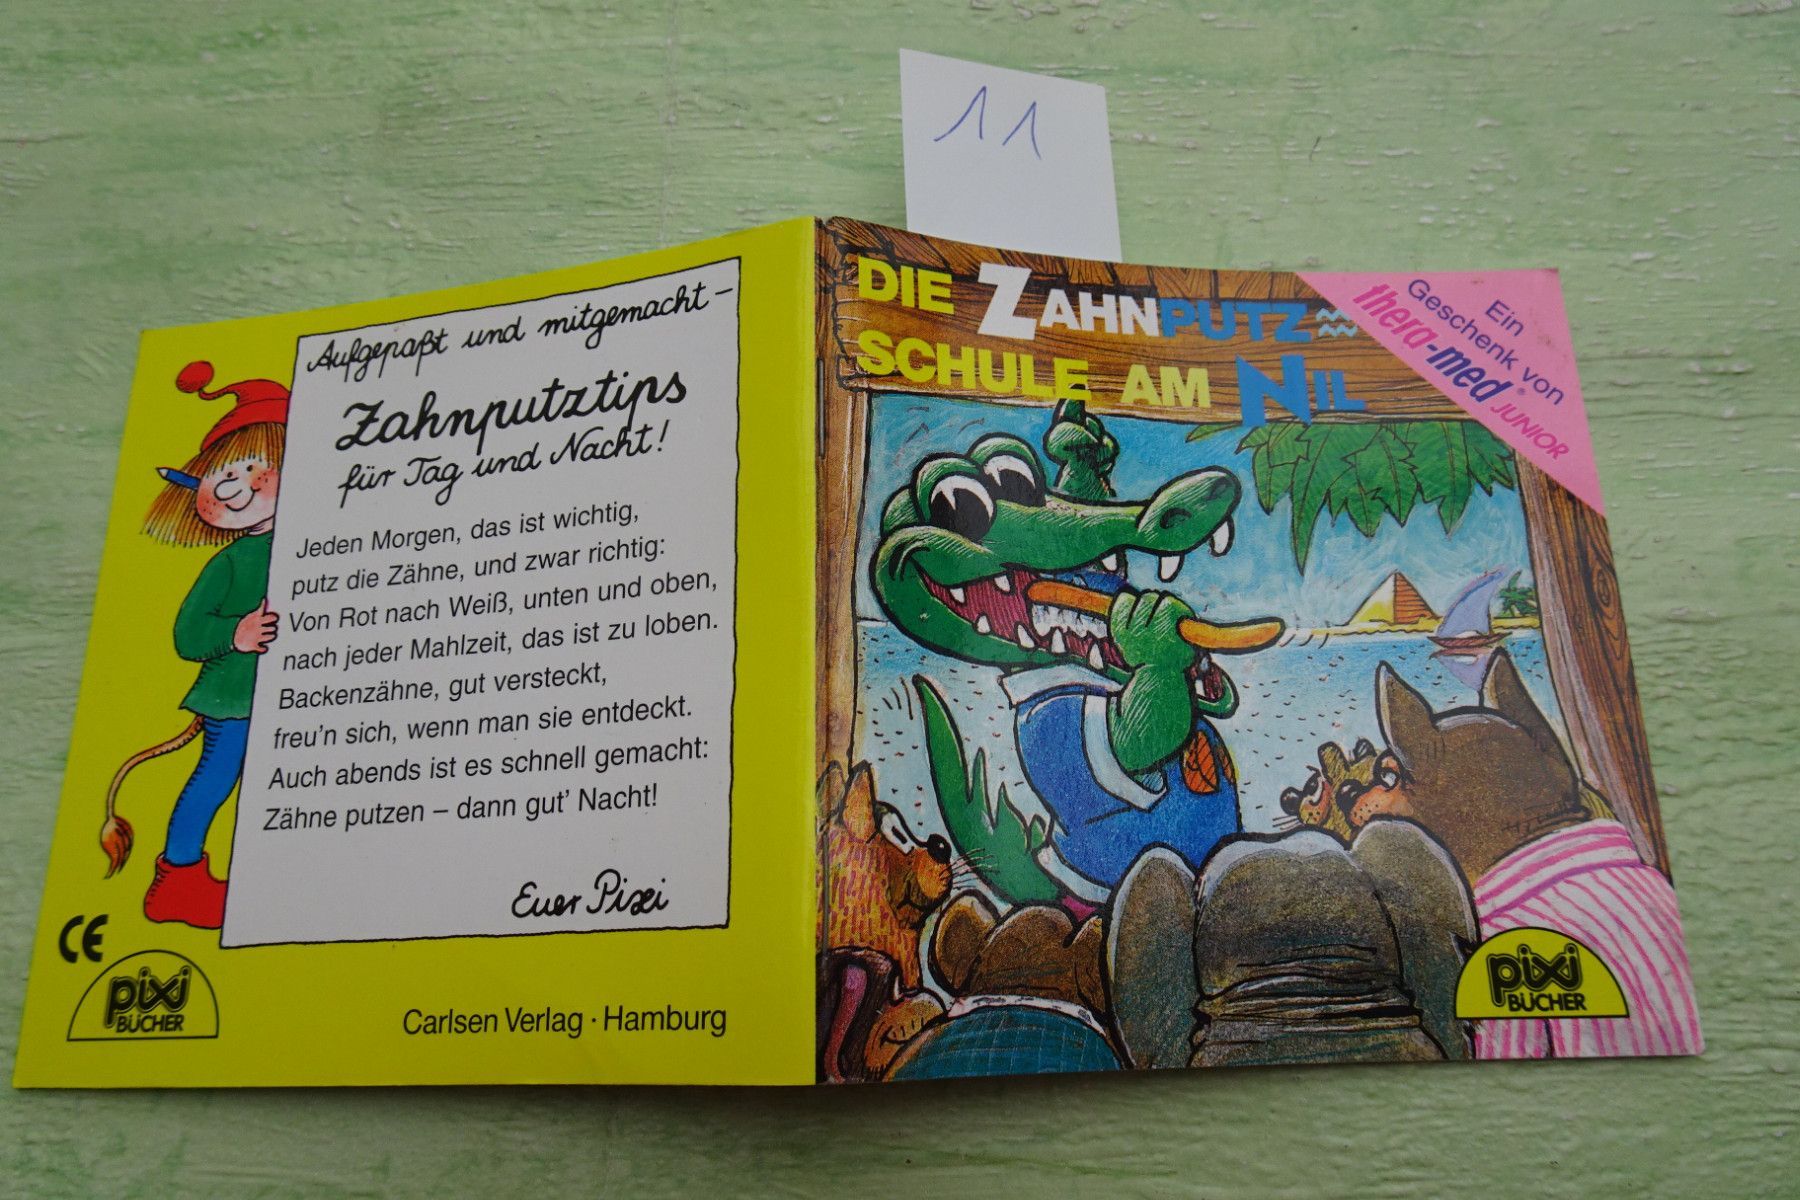 11
Aufgepaßt und mitgemacht –
Zahnputztips
für Tag und Nacht!
Jeden Morgen, das ist wichtig,
putz die Zähne, und zwar richtig:
Von Rot nach Weiß, unten und oben,
nach jeder Mahlzeit, das ist zu loben.
Backenzähne, gut versteckt,
freu'n sich, wenn man sie entdeckt.
Auch abends ist es schnell gemacht:
Zähne putzen – dann gut' Nacht!
Euer Pixi
CE
pixi
BÜCHER
Carlsen Verlag · Hamburg
DIE ZAHNPUTZ=
SCHULE AM NIL
Ein
Geschenk von
thera-med®
JUNIOR
pixi
BÜCHER